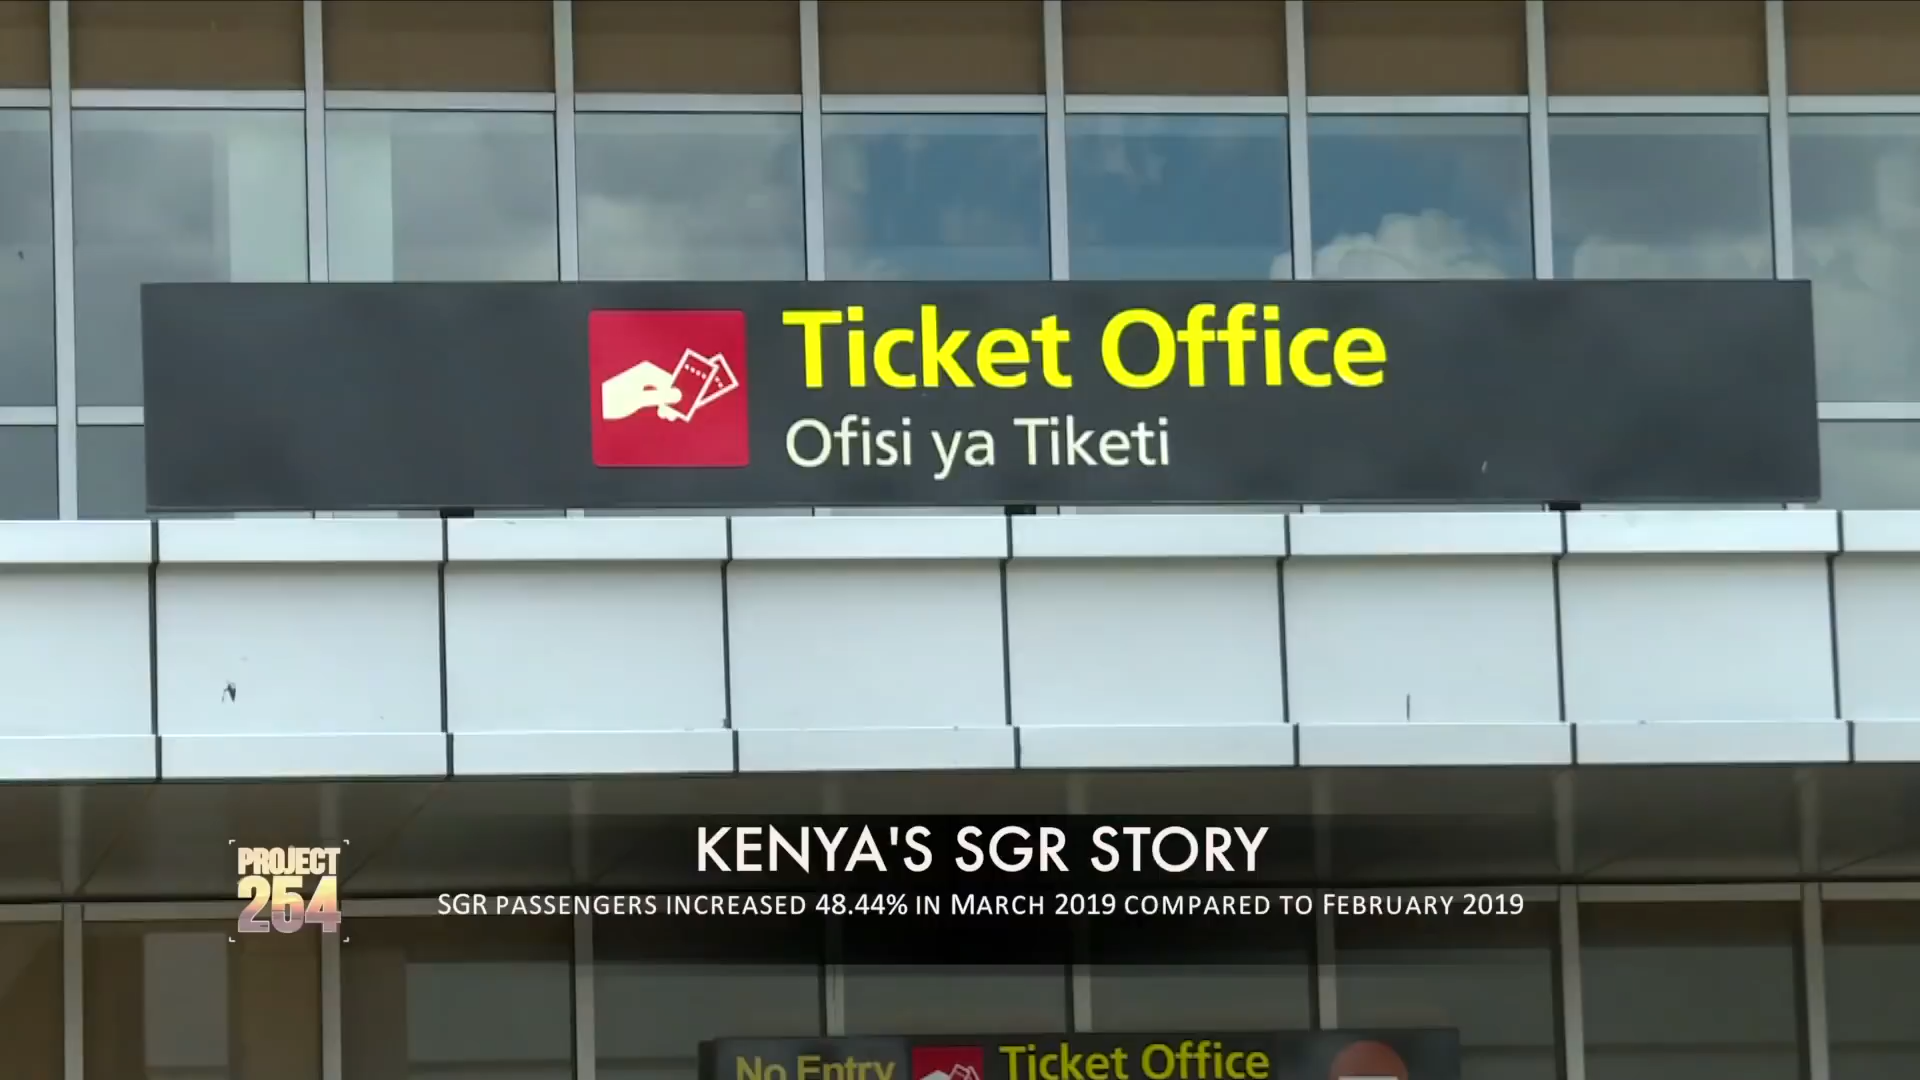 Ticket Office
Ofisi ya Tiketi
KENYA'S SGR STORY
PROJECT
254
SGR PASSENGERS INCREASED 48.44% IN MARCH 2019 COMPARED TO FEBRUARY 2019
No Entry
Ticket Office